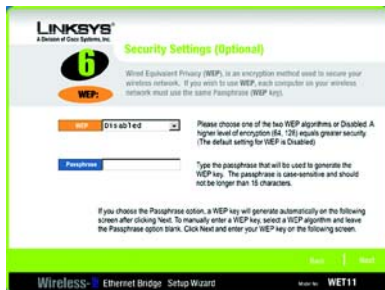 LINKSYS®
A Division of Cisco Systems, Inc.
6
WEP:
Security Settings (Optional)
Wired Equivalent Privacy (WEP), is an encryption method used to secure your
wireless network. If you wish to use WEP, each computer on your wireless
network must use the same Passphrase (WEP key).
WEP
Disabled
Please choose one of the two WEP algorithms or Disabled. A
higher level of encryption (64, 128) equals greater security.
(The default setting for WEP is Disabled)
Passphrase
Type the passphrase that will be used to generate the
WEP key. The passphrase is case-sensitive and should
not be longer than 16 characters.
If you choose the Passphrase option, a WEP key will generate automatically on the following
screen after clicking Next. To manually enter a WEP key, select a WEP algorithm and leave
the Passphrase option blank. Click Next and enter your WEP key on the following screen.
Back
Next
Wireless-B Ethernet Bridge Setup Wizard
Model No. WET11